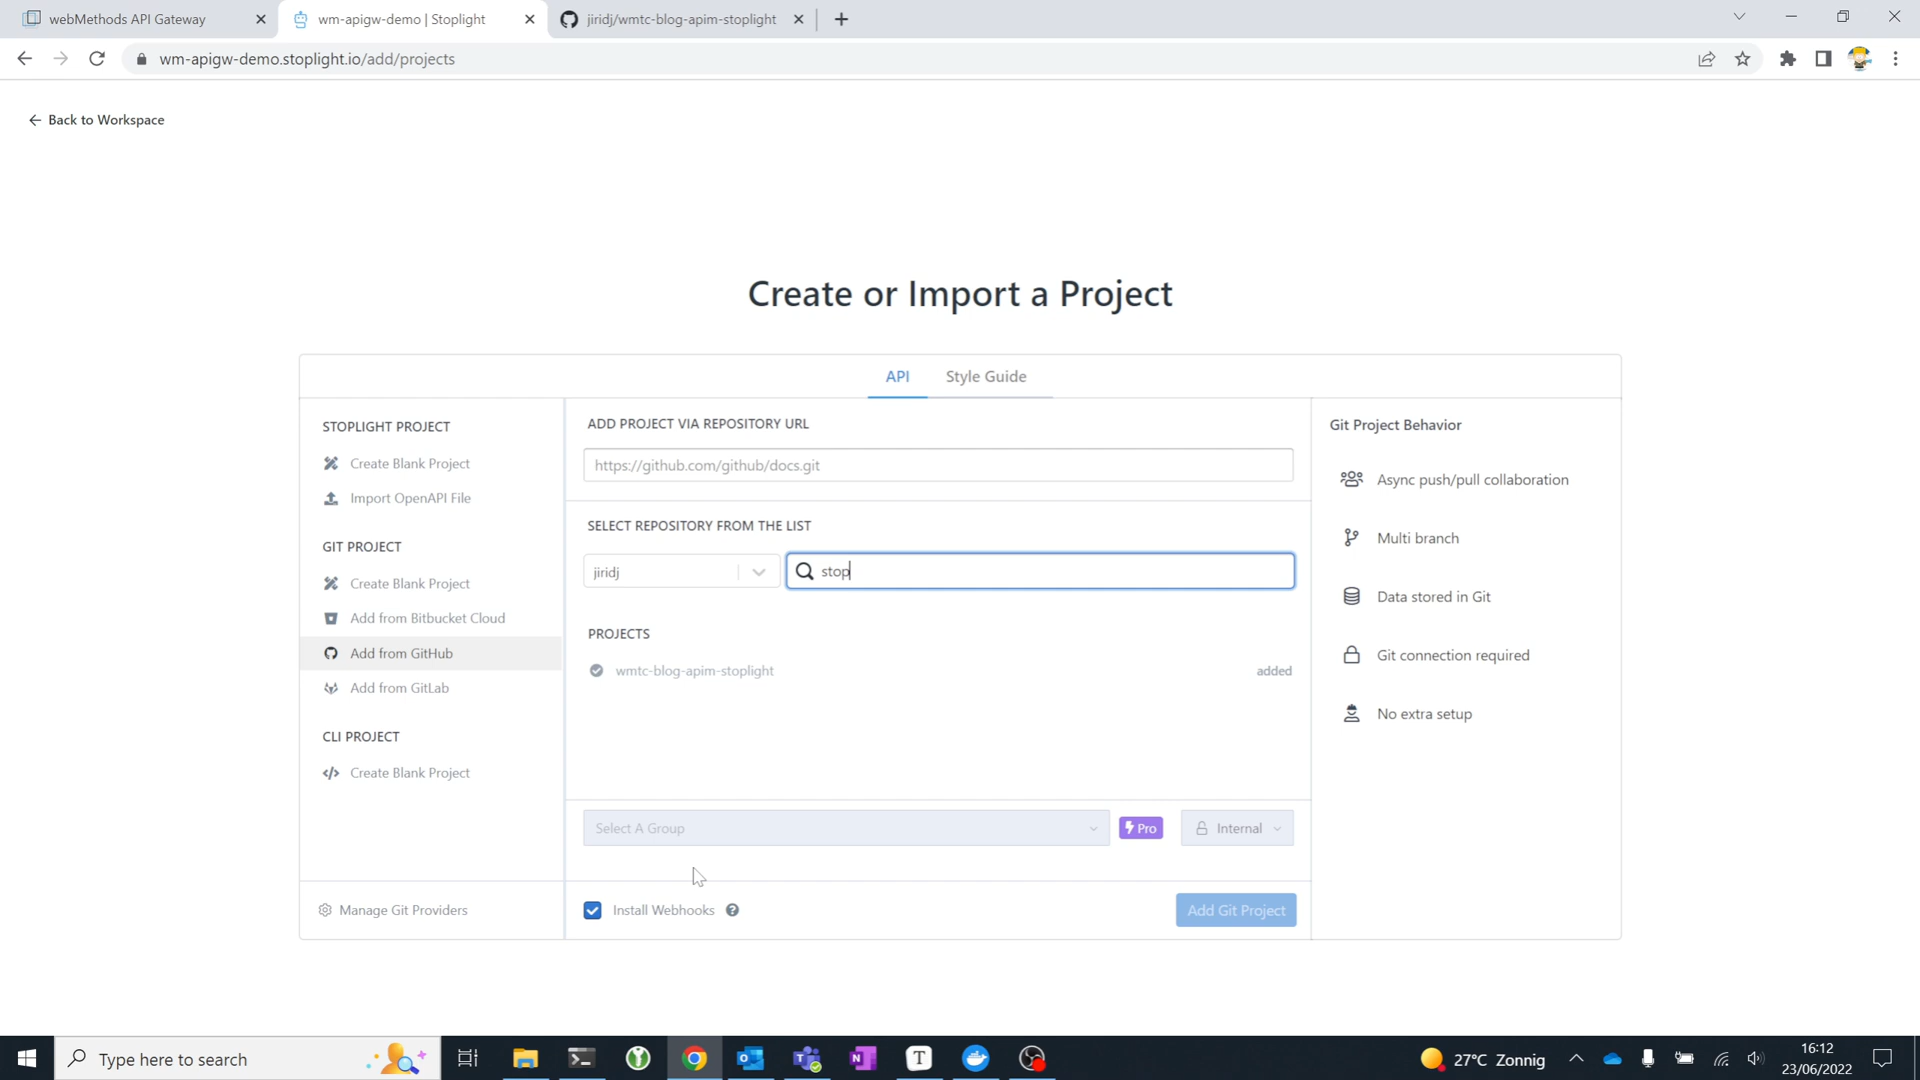 webMethods API Gateway
wm-apigw-demo | Stoplight
jiridj/wmtc-blog-apim-stoplight
wm-apigw-demo.stoplight.io/add/projects
Back to Workspace
Create or Import a Project
API
Style Guide
STOPLIGHT PROJECT
Create Blank Project
Import OpenAPI File
GIT PROJECT
Create Blank Project
Add from Bitbucket Cloud
Add from GitHub
Add from GitLab
CLI PROJECT
Create Blank Project
Manage Git Providers
ADD PROJECT VIA REPOSITORY URL
https://github.com/github/docs.git
SELECT REPOSITORY FROM THE LIST
jiridj
stop
PROJECTS
wmtc-blog-apim-stoplight
added
Select A Group
Pro
Internal
Install Webhooks
Add Git Project
Git Project Behavior
Async push/pull collaboration
Multi branch
Data stored in Git
Git connection required
No extra setup
Type here to search
27°C Zonnig
16:12
23/06/2022